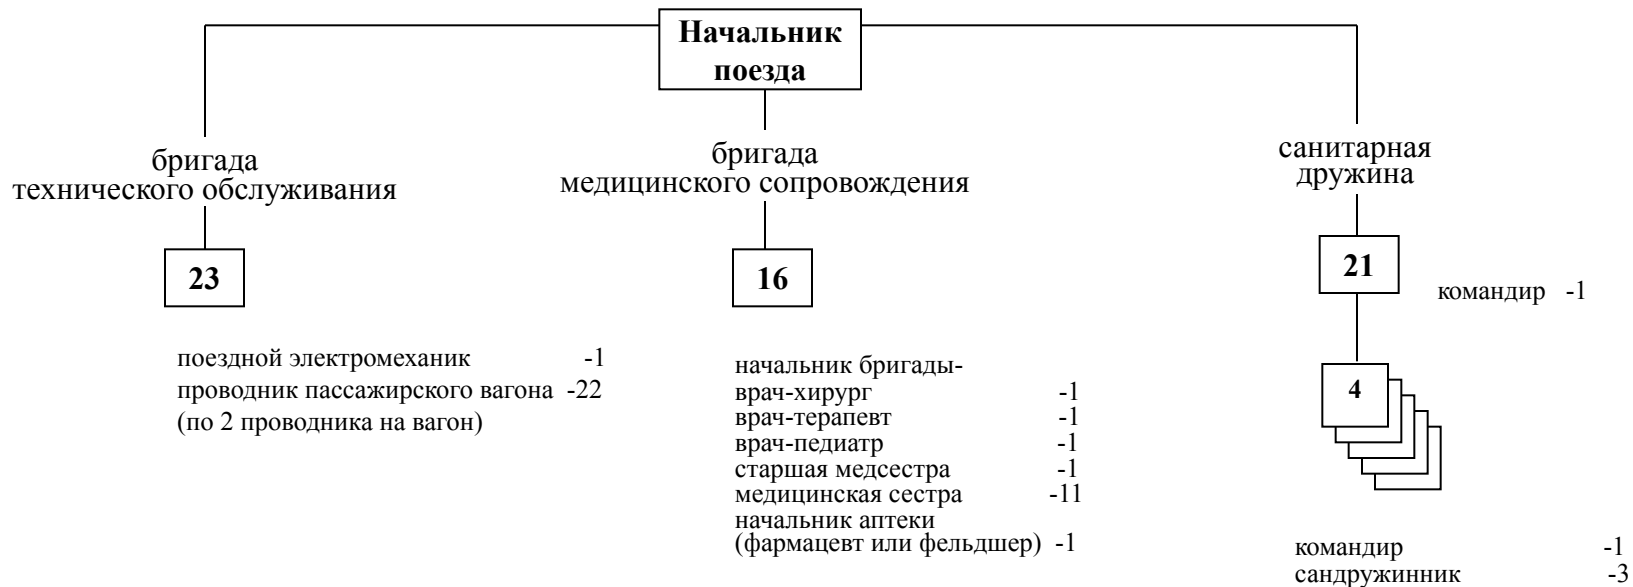 Начальник
поезда
бригада
технического обслуживания
23
поездной электромеханик -1
проводник пассажирского вагона -22
(по 2 проводника на вагон)
бригада
медицинского сопровождения
16
начальник бригады-
врач-хирург -1
врач-терапевт -1
врач-педиатр -1
старшая медсестра -1
медицинская сестра -11
начальник аптеки
(фармацевт или фельдшер) -1
санитарная
дружина
21
командир -1
4
командир -1
сандружинник -3